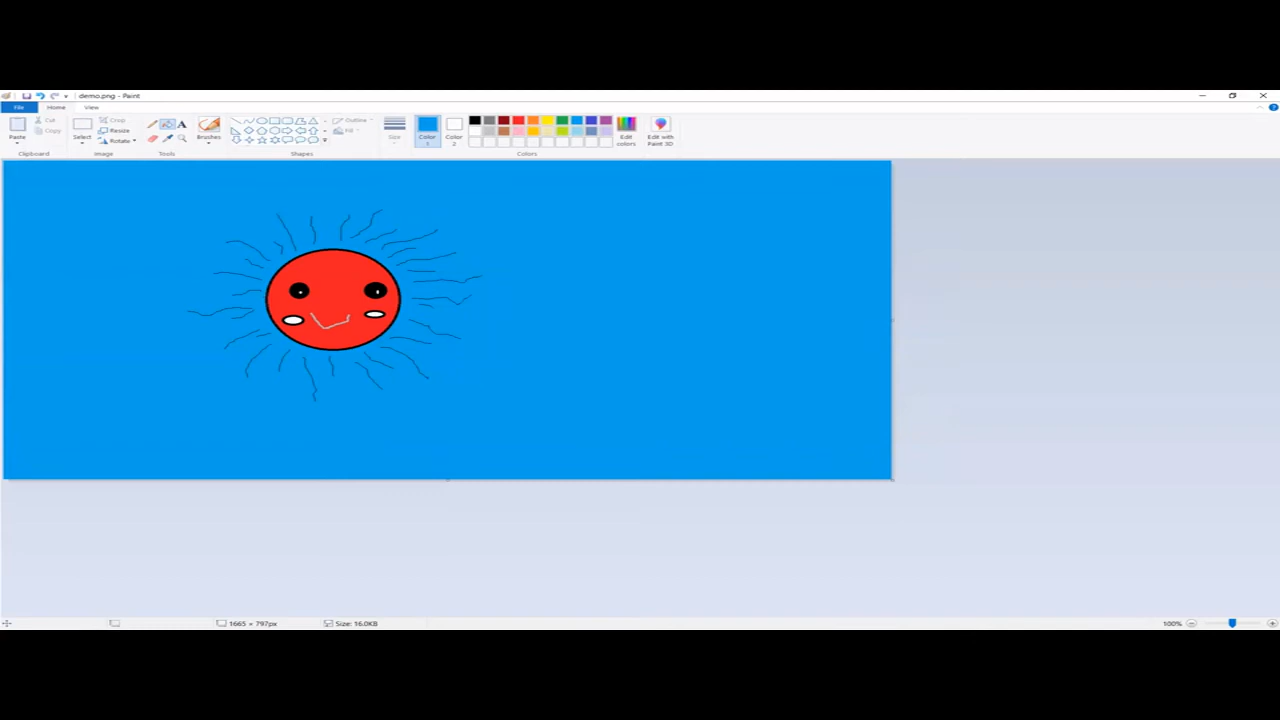 demo.png - Paint
File Home View
Paste Cut Copy Clipboard
Select Crop Resize Rotate Image
Tools
Brushes
Outline Fill Shapes
Size
Color 1 Color 2 Edit colors Edit with Paint 3D
Colors
1665 × 797px Size: 16.0KB 100%